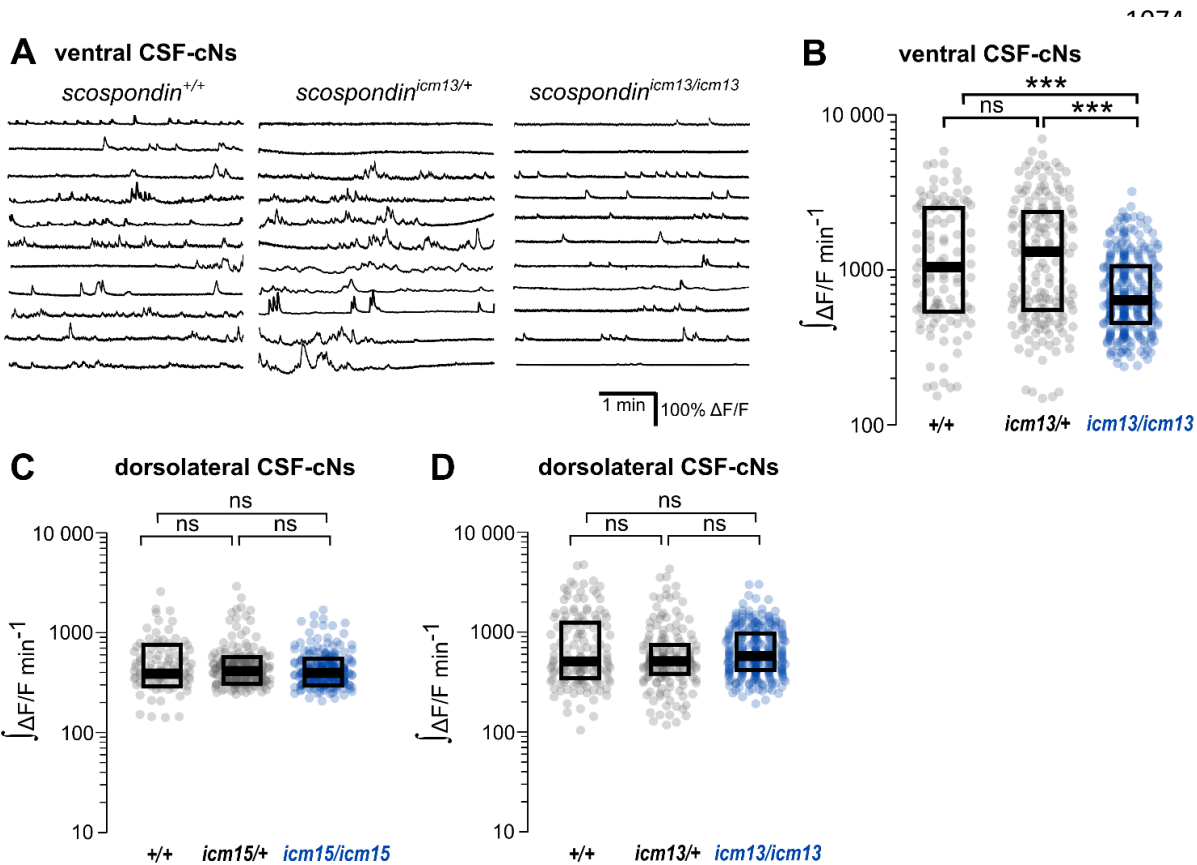 A ventral CSF-cNs
scospondin+/+ scospondinicm13/+ scospondinicm13/icm13
1 min 100% ΔF/F
B ventral CSF-cNs
***
ns ***
10 000
1000
100
∫ΔF/F min-1
+/+ icm13/+ icm13/icm13
C dorsolateral CSF-cNs
ns
ns ns
10 000
1000
100
10
∫ΔF/F min-1
+/+ icm15/+ icm15/icm15
D dorsolateral CSF-cNs
ns
ns ns
10 000
1000
100
10
∫ΔF/F min-1
+/+ icm13/+ icm13/icm13